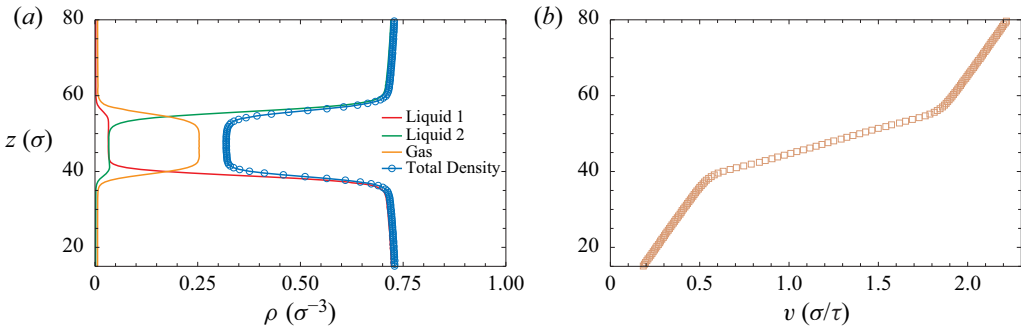 (a)
80
60
z (σ)
40
20
Liquid 1
Liquid 2
Gas
Total Density
0 0.25 0.50 0.75 1.00
ρ (σ⁻³)
(b)
80
60
40
20
0 0.5 1.0 1.5 2.0
v (σ/τ)